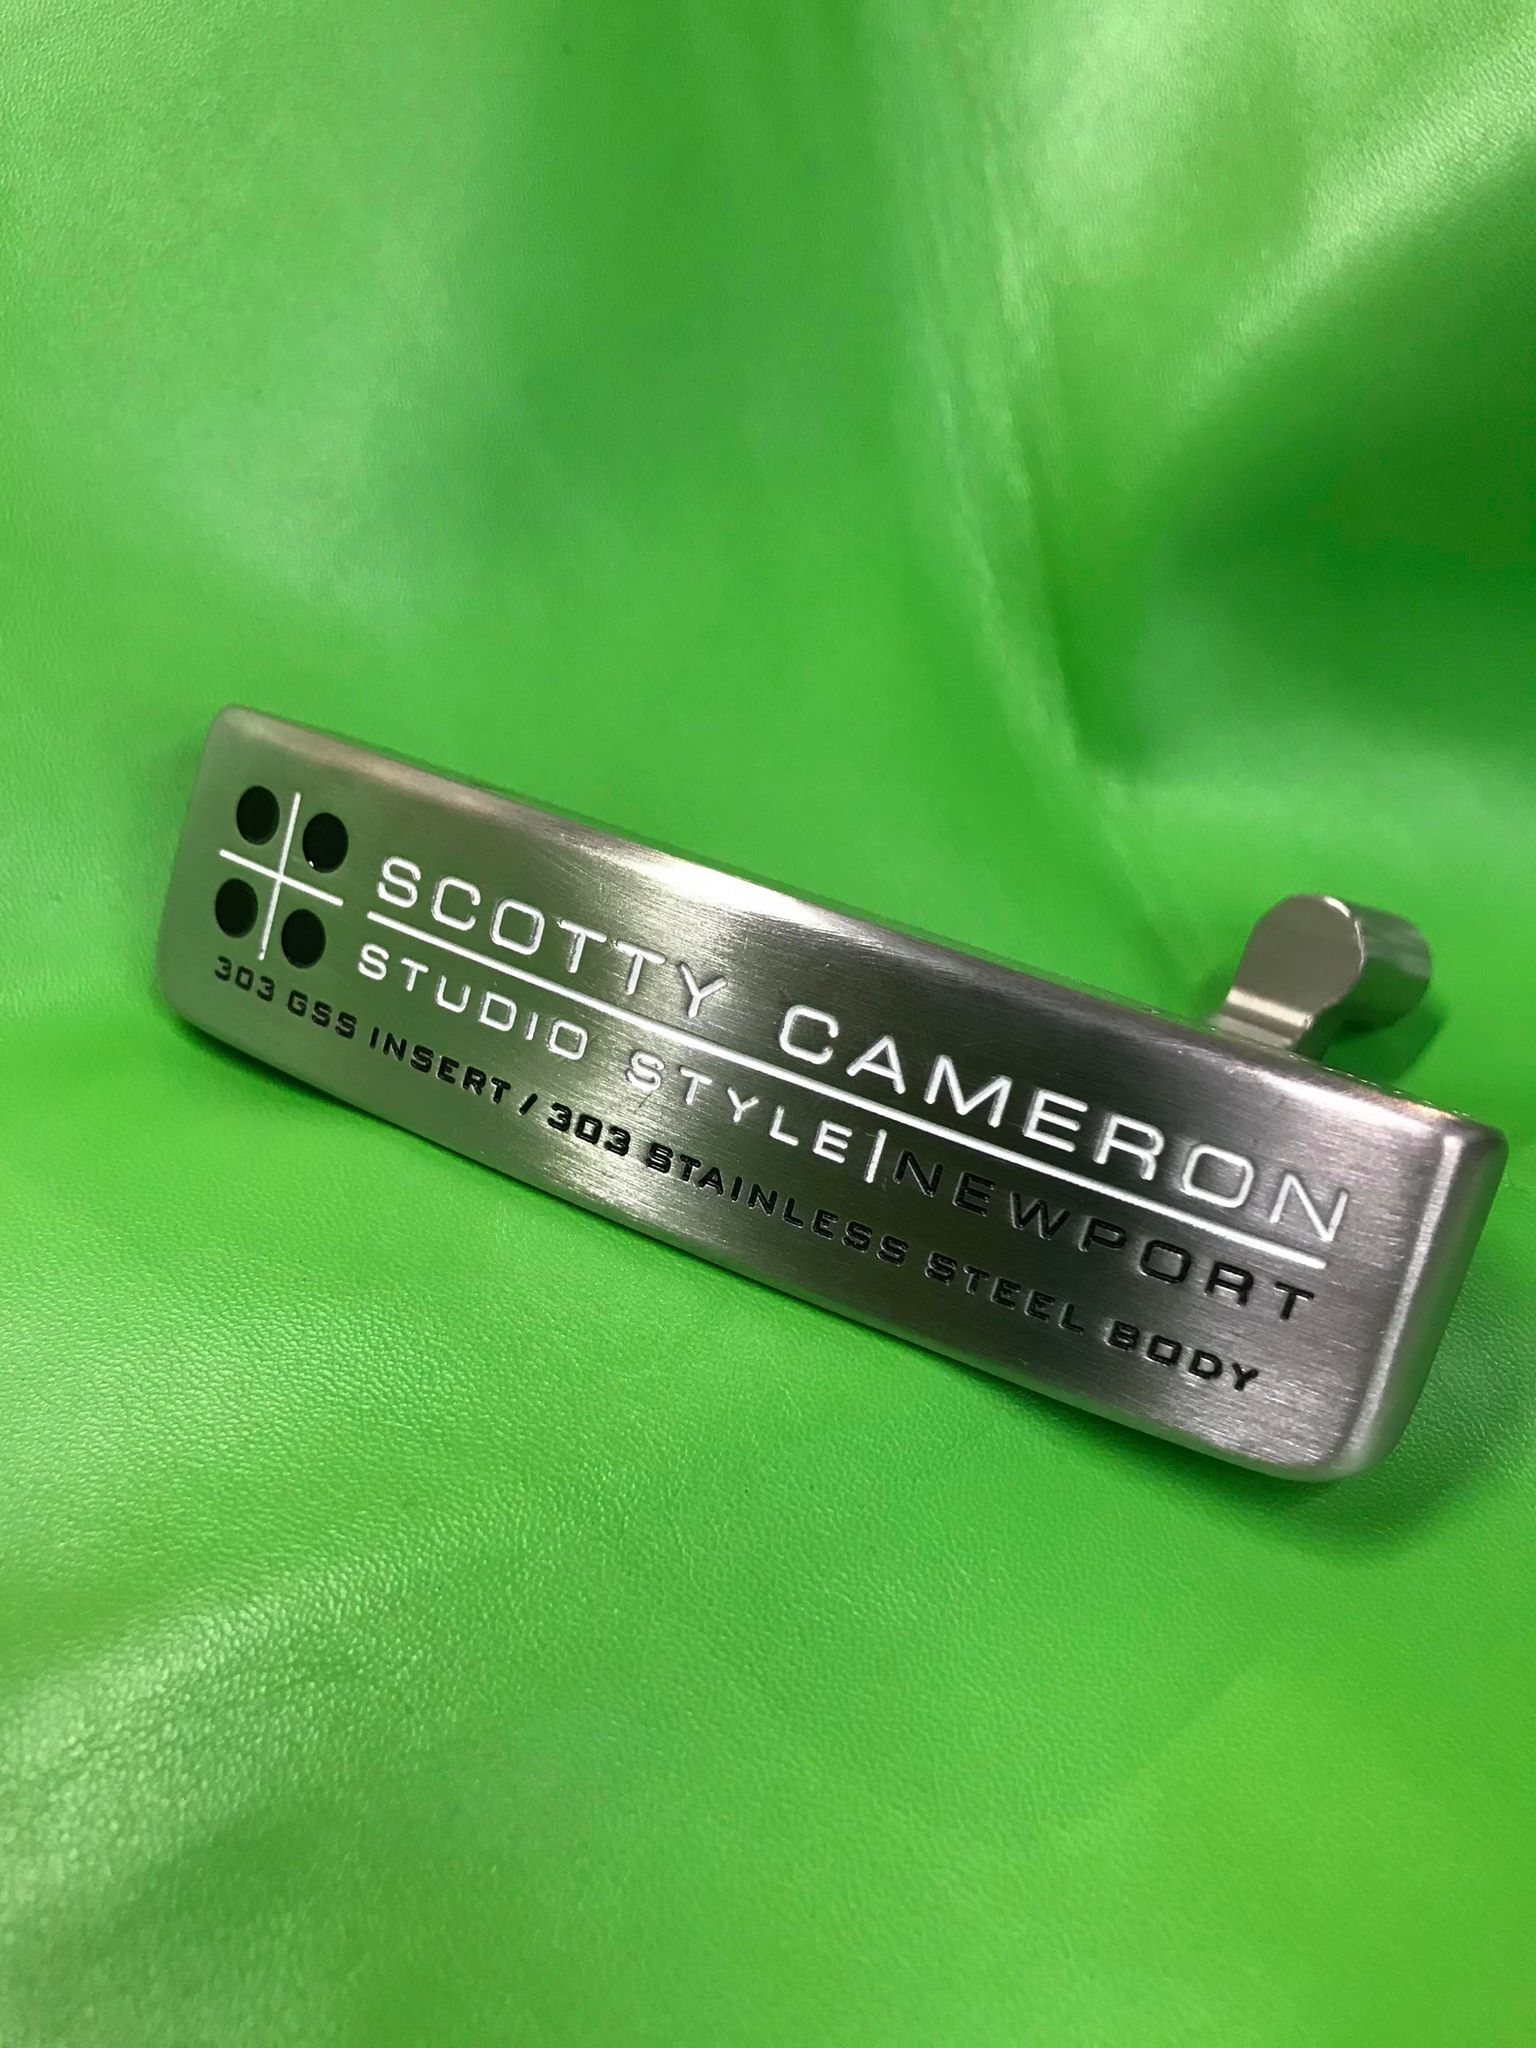 SCOTTY CAMERON
STUDIO STYLE|NEWPORT
303 GSS INSERT / 303 STAINLESS STEEL BODY